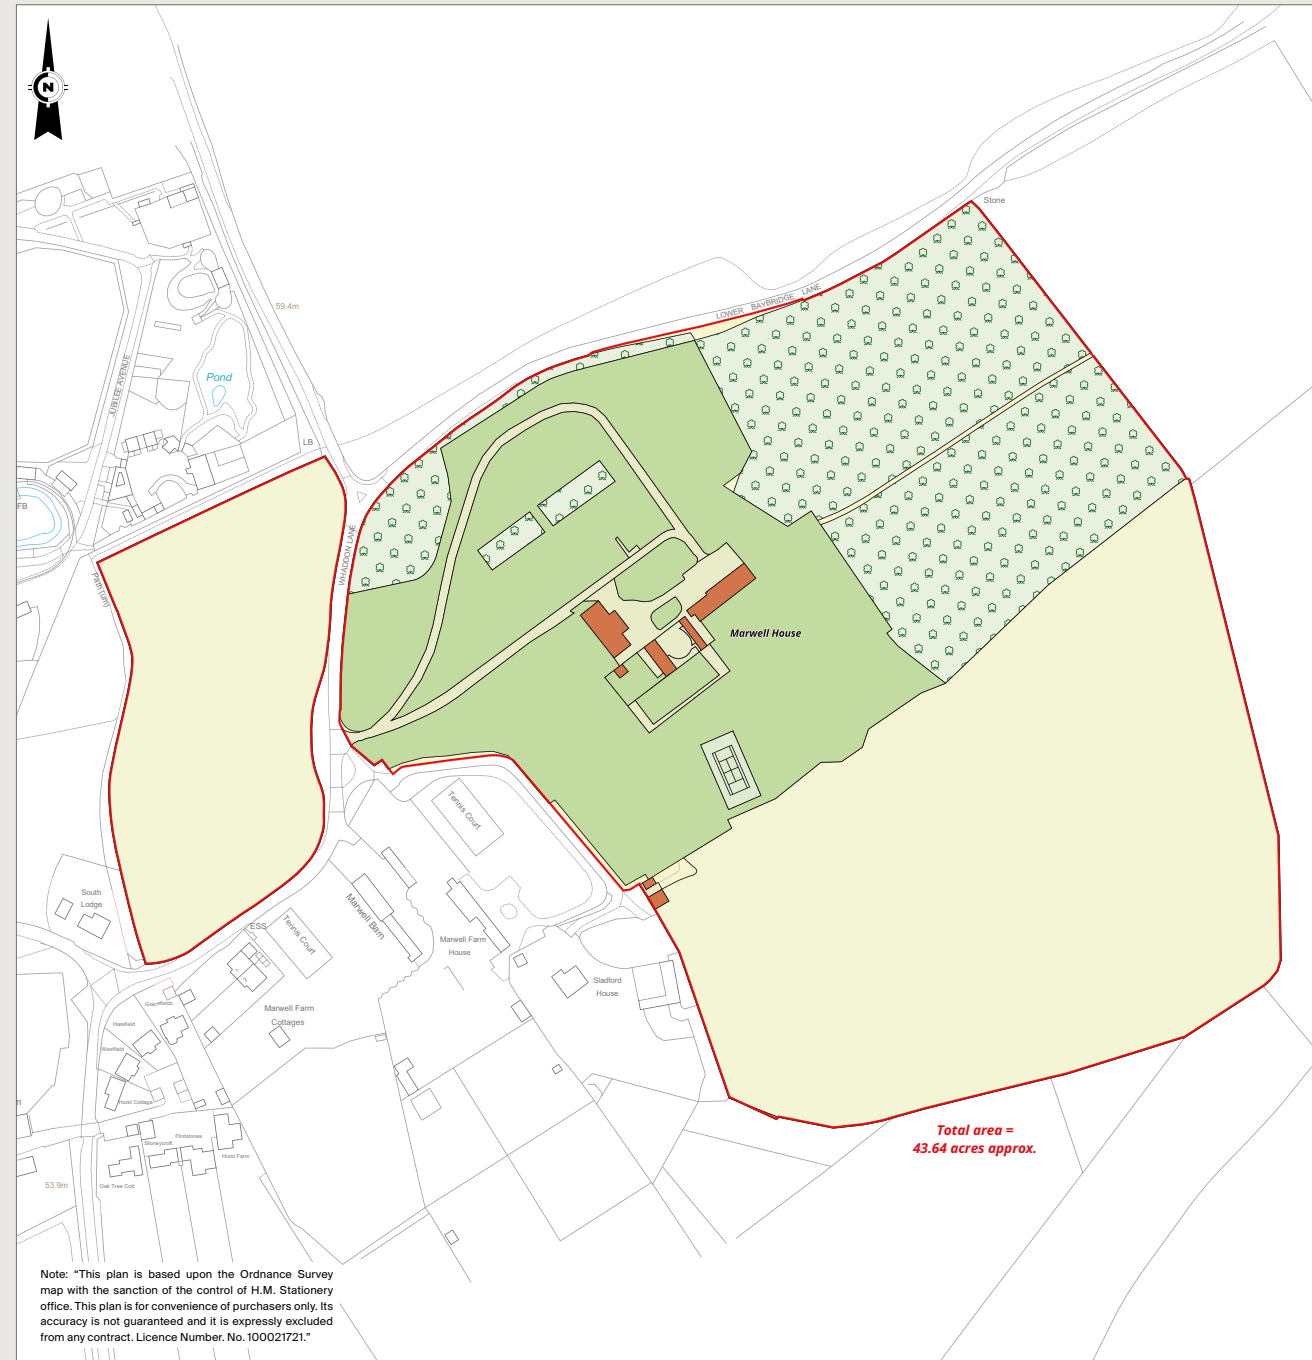 N
Stone
LOWER BAYBRIDGE LANE
59.4m
JUBILEE AVENUE
Pond
LB
FB
WHADDON LANE
Path (um)
Marwell House
Tennis Court
South
Lodge
Marwell Barn
ESS
Tennis Court
Marwell Farm
House
Sladford
House
1
2
Marwell Farm
Cottages
Harefield
Westfield
Hurst Cottage
Flintstones
Stoneycroft
Hurst Farm
Oak Tree Cott
53.9m
Total area =
43.64 acres approx.
Note: “This plan is based upon the Ordnance Survey
map with the sanction of the control of H.M. Stationery
office. This plan is for convenience of purchasers only. Its
accuracy is not guaranteed and it is expressly excluded
from any contract. Licence Number. No. 100021721.”